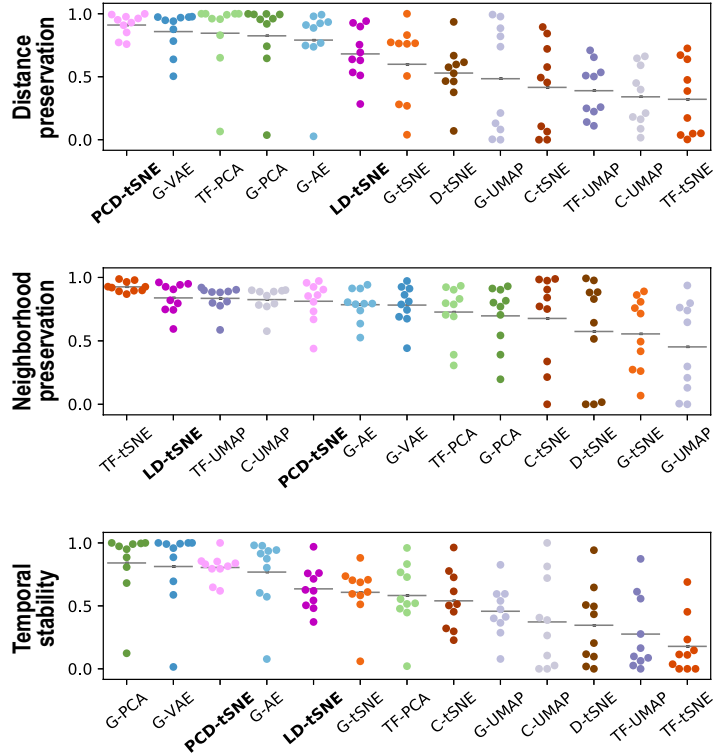 Distance
preservation
1.0
0.5
0.0
PCD-tSNE
G-VAE
TF-PCA
G-PCA
G-AE
LD-tSNE
G-tSNE
D-tSNE
G-UMAP
C-tSNE
TF-UMAP
C-UMAP
TF-tSNE
Neighborhood
preservation
1.0
0.5
0.0
TF-tSNE
LD-tSNE
TF-UMAP
C-UMAP
PCD-tSNE
G-AE
G-VAE
TF-PCA
G-PCA
C-tSNE
D-tSNE
G-tSNE
G-UMAP
Temporal
stability
1.0
0.5
0.0
G-PCA
G-VAE
PCD-tSNE
G-AE
LD-tSNE
G-tSNE
TF-PCA
C-tSNE
G-UMAP
C-UMAP
D-tSNE
TF-UMAP
TF-tSNE